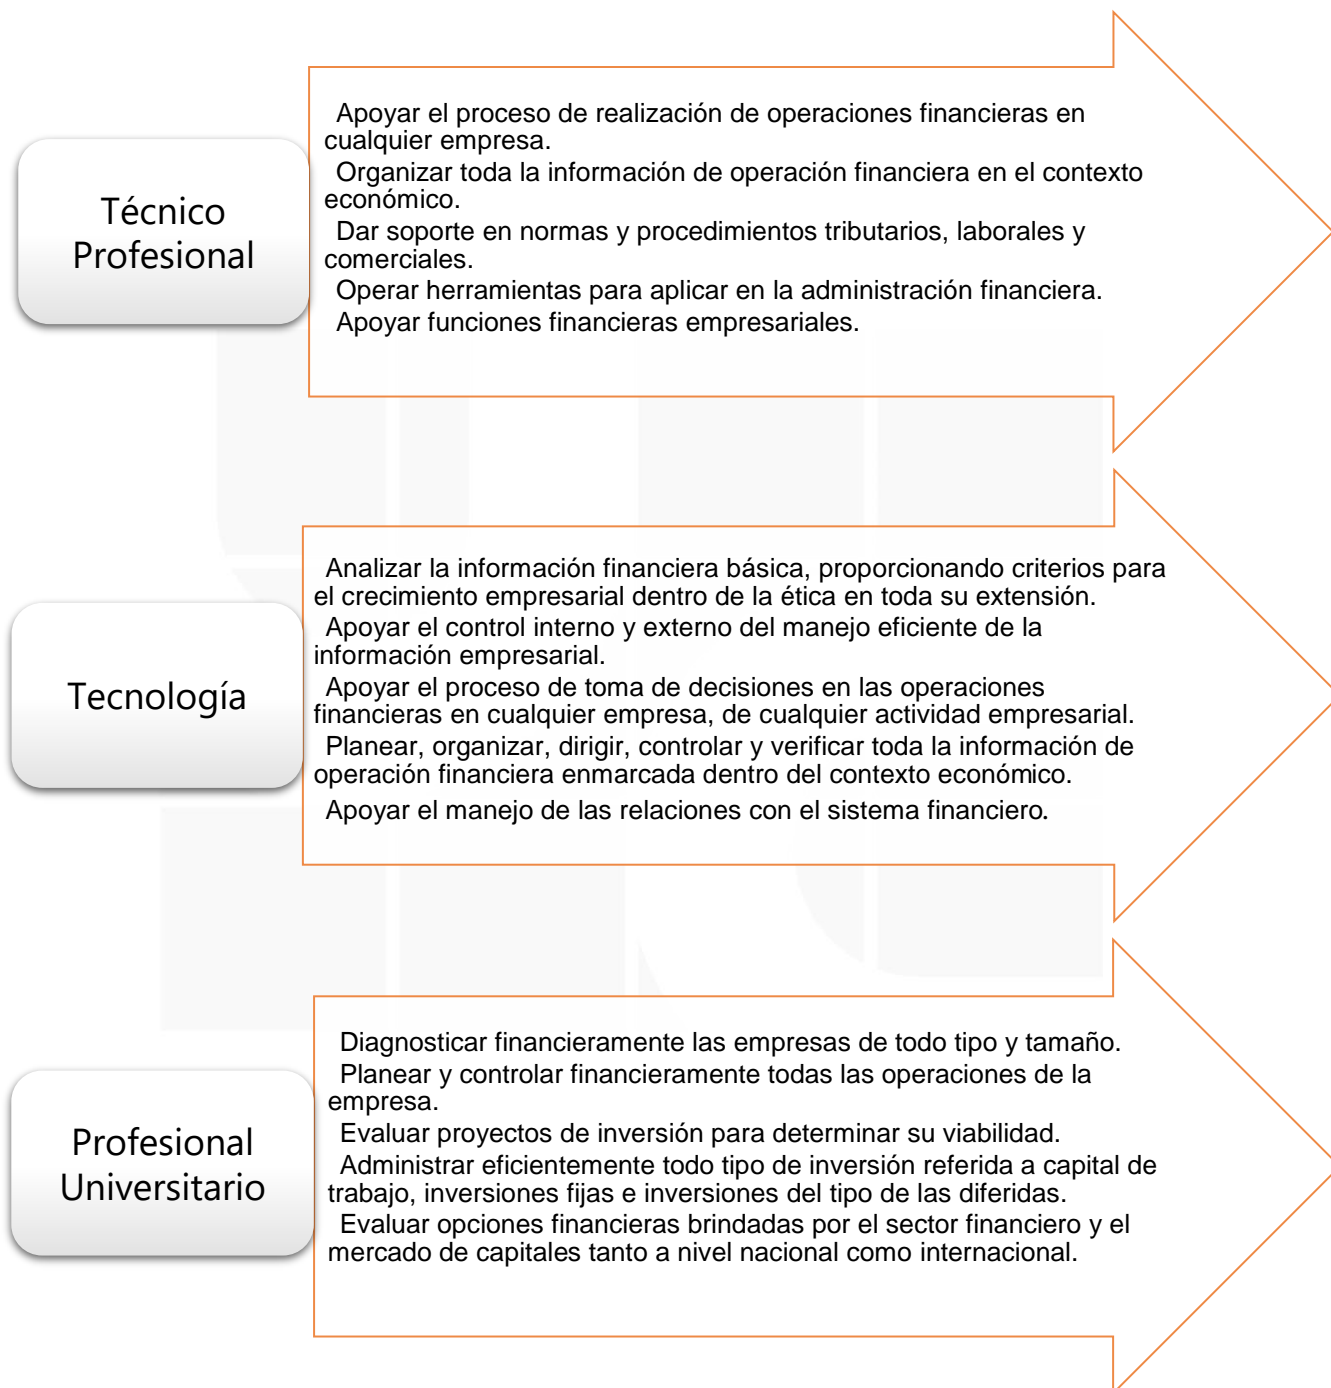 Técnico
Profesional
Apoyar el proceso de realización de operaciones financieras en
cualquier empresa.
Organizar toda la información de operación financiera en el contexto
económico.
Dar soporte en normas y procedimientos tributarios, laborales y
comerciales.
Operar herramientas para aplicar en la administración financiera.
Apoyar funciones financieras empresariales.
Tecnología
Analizar la información financiera básica, proporcionando criterios para
el crecimiento empresarial dentro de la ética en toda su extensión.
Apoyar el control interno y externo del manejo eficiente de la
información empresarial.
Apoyar el proceso de toma de decisiones en las operaciones
financieras en cualquier empresa, de cualquier actividad empresarial.
Planear, organizar, dirigir, controlar y verificar toda la información de
operación financiera enmarcada dentro del contexto económico.
Apoyar el manejo de las relaciones con el sistema financiero.
Profesional
Universitario
Diagnosticar financieramente las empresas de todo tipo y tamaño.
Planear y controlar financieramente todas las operaciones de la
empresa.
Evaluar proyectos de inversión para determinar su viabilidad.
Administrar eficientemente todo tipo de inversión referida a capital de
trabajo, inversiones fijas e inversiones del tipo de las diferidas.
Evaluar opciones financieras brindadas por el sector financiero y el
mercado de capitales tanto a nivel nacional como internacional.